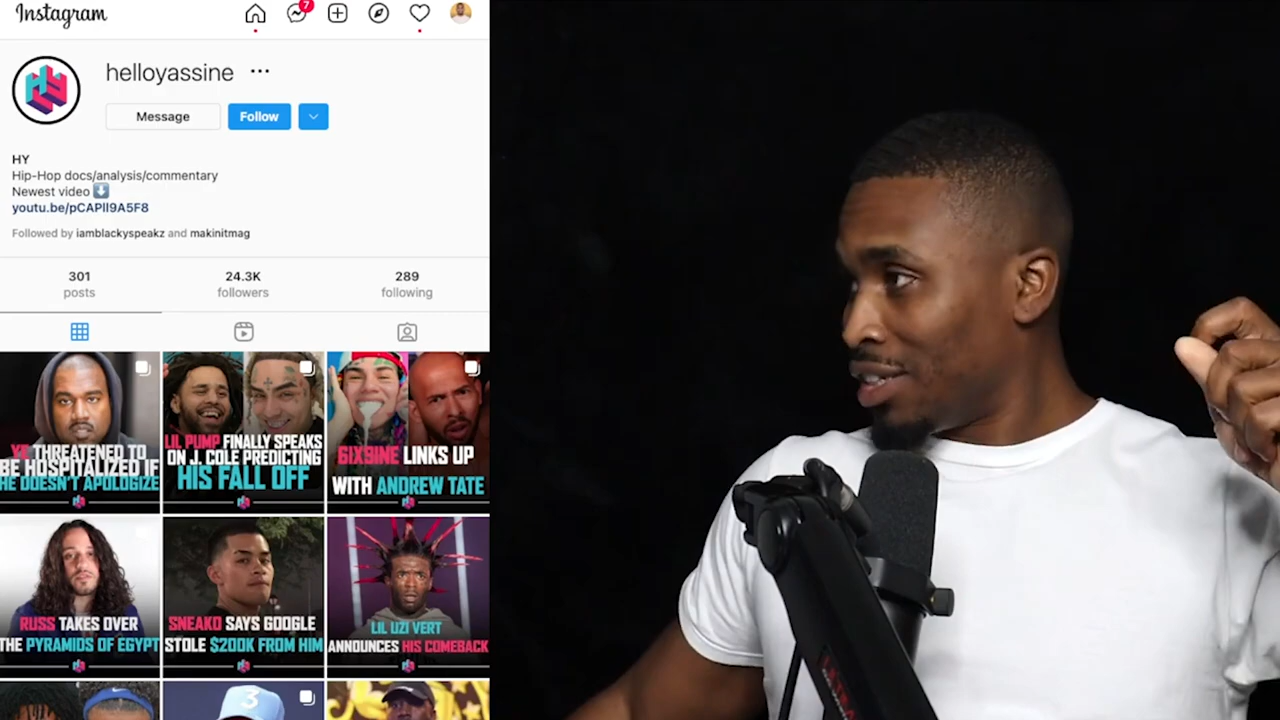 Instagram
7
helloyassine
Message
Follow
HY
Hip-Hop docs/analysis/commentary
Newest video
youtu.be/pCAPlI9A5F8
Followed by iamblackyspeakz and makinitmag
301
posts
24.3K
followers
289
following
YE THREATENED TO
BE HOSPITALIZED IF
HE DOESN'T APOLOGIZE
LIL PUMP FINALLY SPEAKS
ON J. COLE PREDICTING
HIS FALL OFF
6IX9INE LINKS UP
WITH ANDREW TATE
RUSS TAKES OVER
THE PYRAMIDS OF EGYPT
SNEAKO SAYS GOOGLE
STOLE $200K FROM HIM
LIL UZI VERT
ANNOUNCES HIS COMEBACK
3